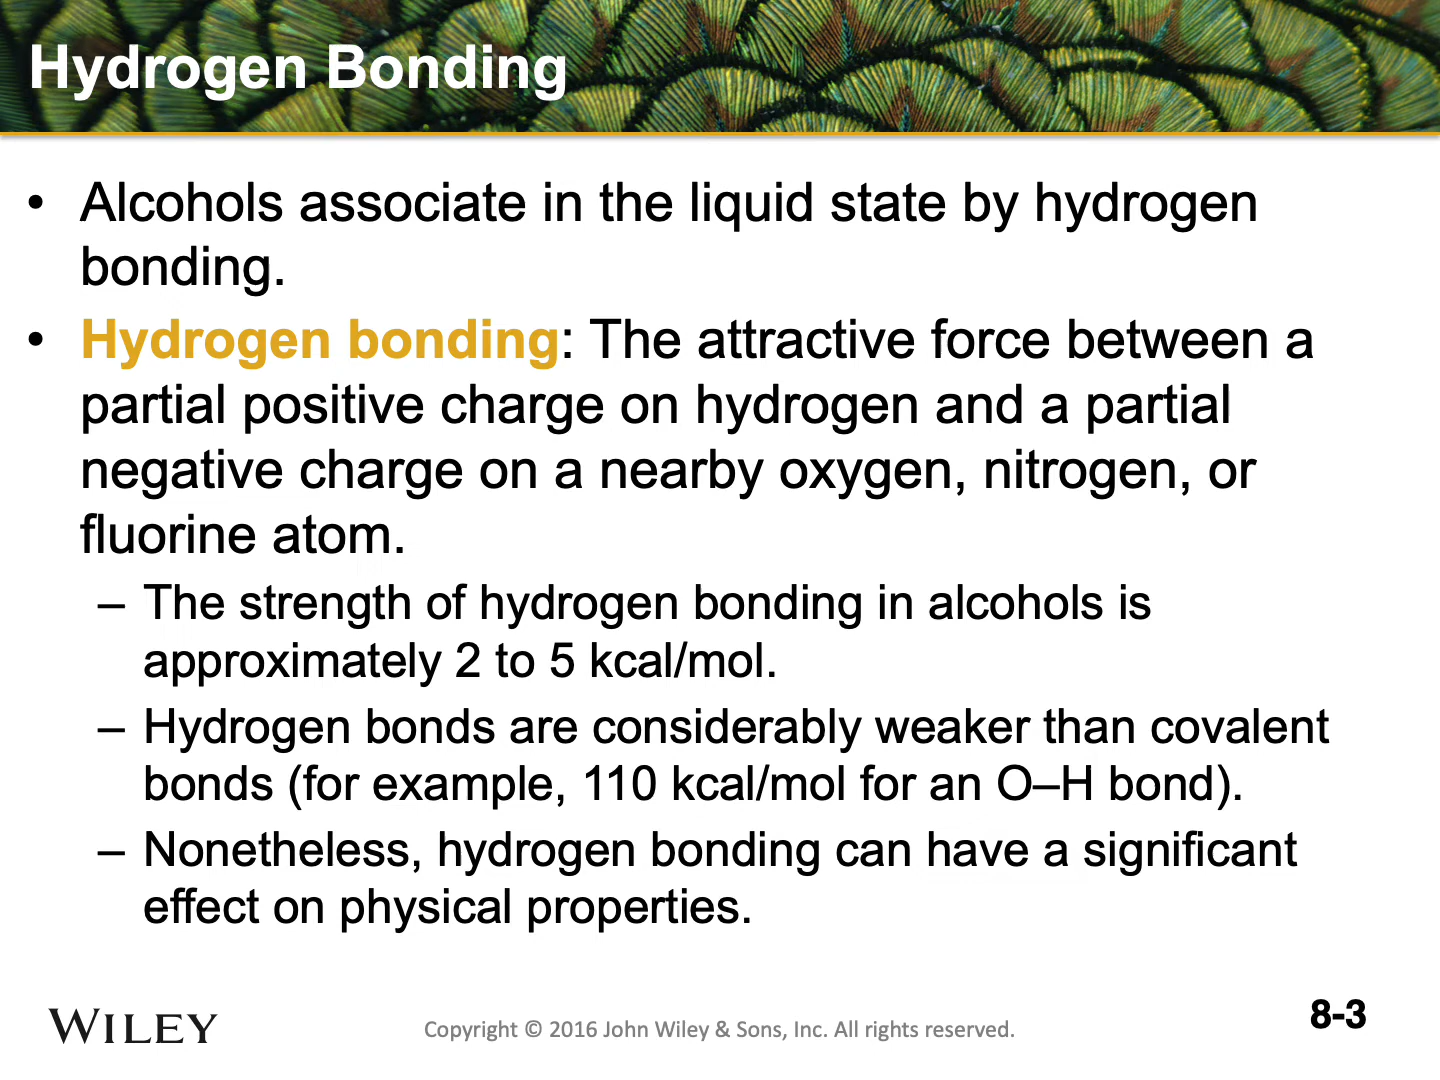 Hydrogen Bonding
• Alcohols associate in the liquid state by hydrogen
bonding.
• Hydrogen bonding: The attractive force between a
partial positive charge on hydrogen and a partial
negative charge on a nearby oxygen, nitrogen, or
fluorine atom.
– The strength of hydrogen bonding in alcohols is
approximately 2 to 5 kcal/mol.
– Hydrogen bonds are considerably weaker than covalent
bonds (for example, 110 kcal/mol for an O–H bond).
– Nonetheless, hydrogen bonding can have a significant
effect on physical properties.
WILEY
Copyright © 2016 John Wiley & Sons, Inc. All rights reserved.
8-3